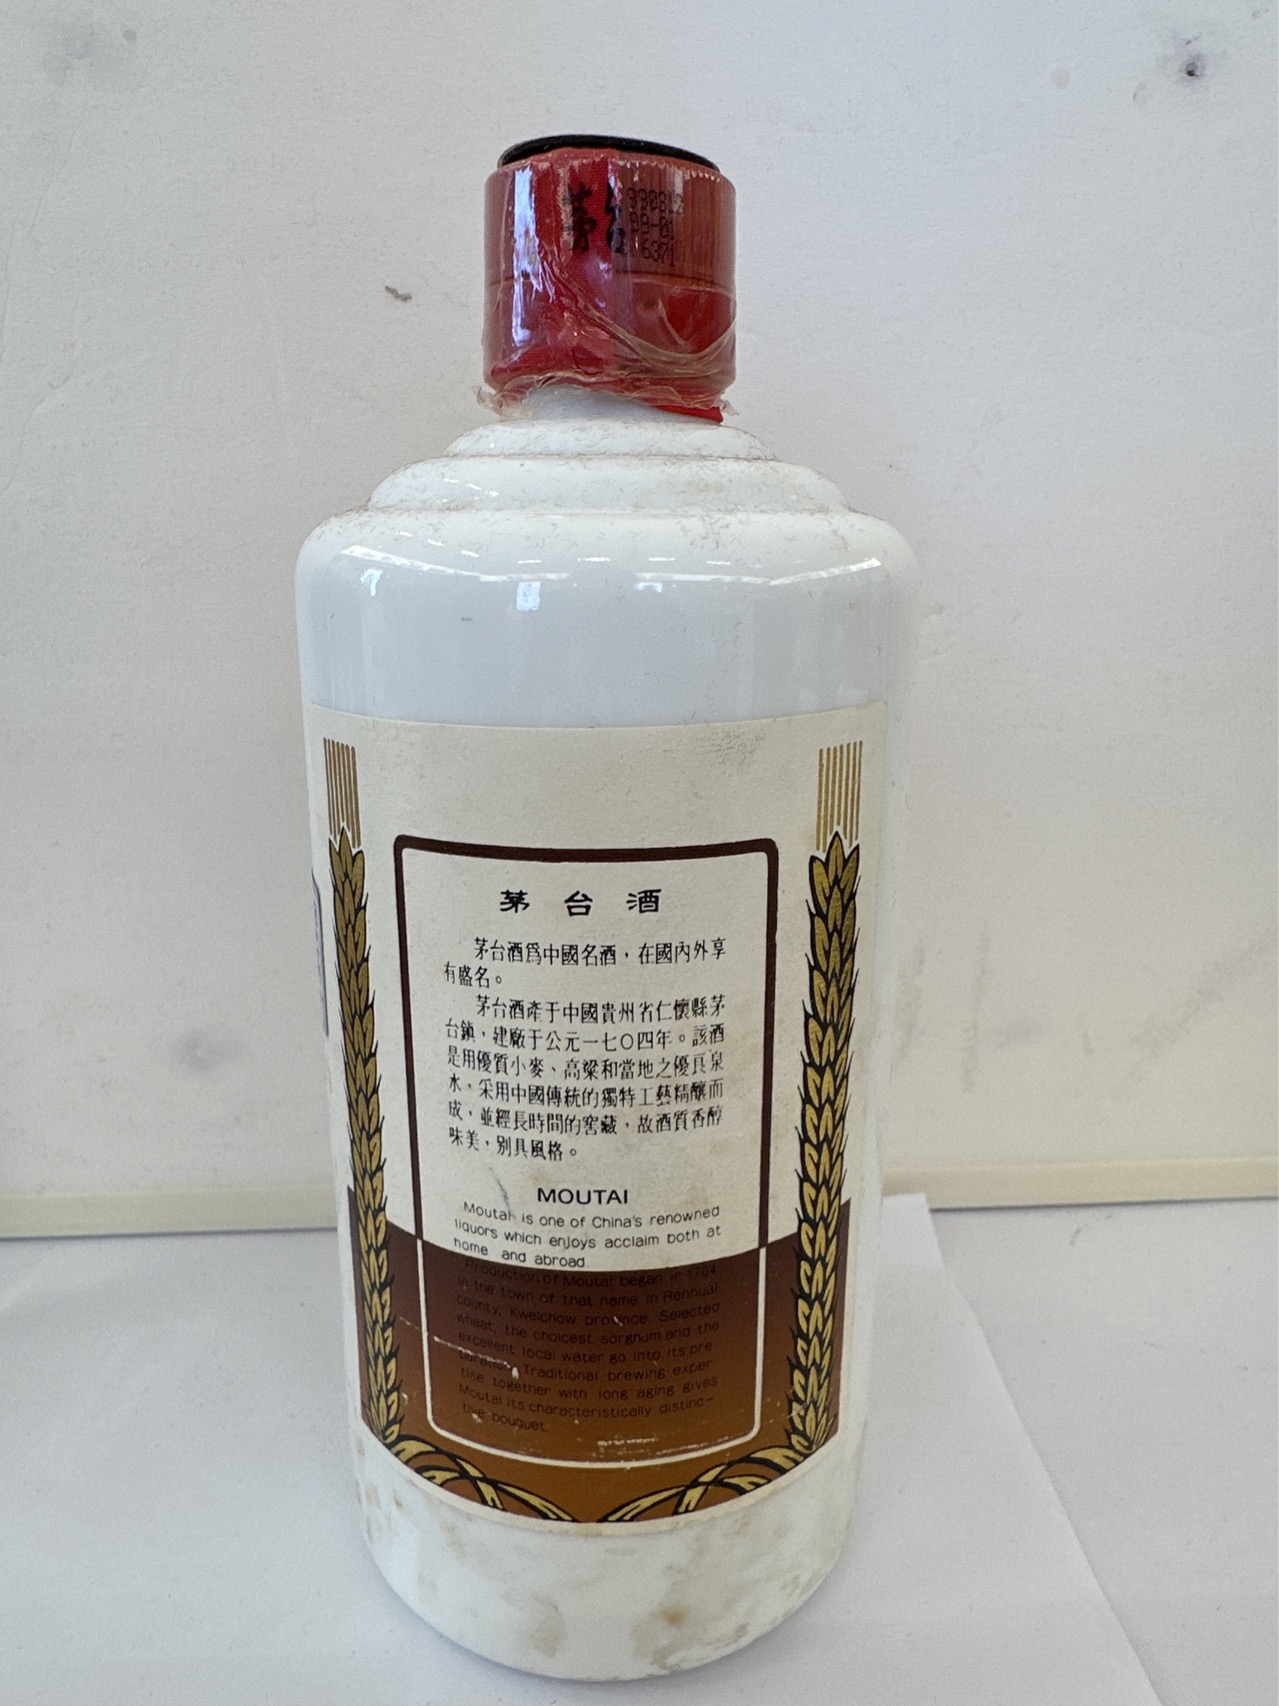 茅台
990812
99-01
6371
茅台酒
茅台酒爲中國名酒，在國內外享
有盛名。
茅台酒產于中國貴州省仁懷縣茅
台鎮，建廠于公元一七〇四年。該酒
是用優質小麥、高粱和當地之優良泉
水，采用中國傳統的獨特工藝精釀而
成，並經長時間的窖藏，故酒質香醇
味美，别具風格。
MOUTAI
Moutai is one of China's renowned
liquors which enjoys acclaim both at
home and abroad.
Production of Moutai began in 1704
in the town of that name in Renhuai
county, Kweichow province. Selected
wheat, the choicest sorghum and the
excellent local water go into its pre-
paration. Traditional brewing exper-
tise together with long aging gives
Moutai its characteristically distinc-
tive bouquet.